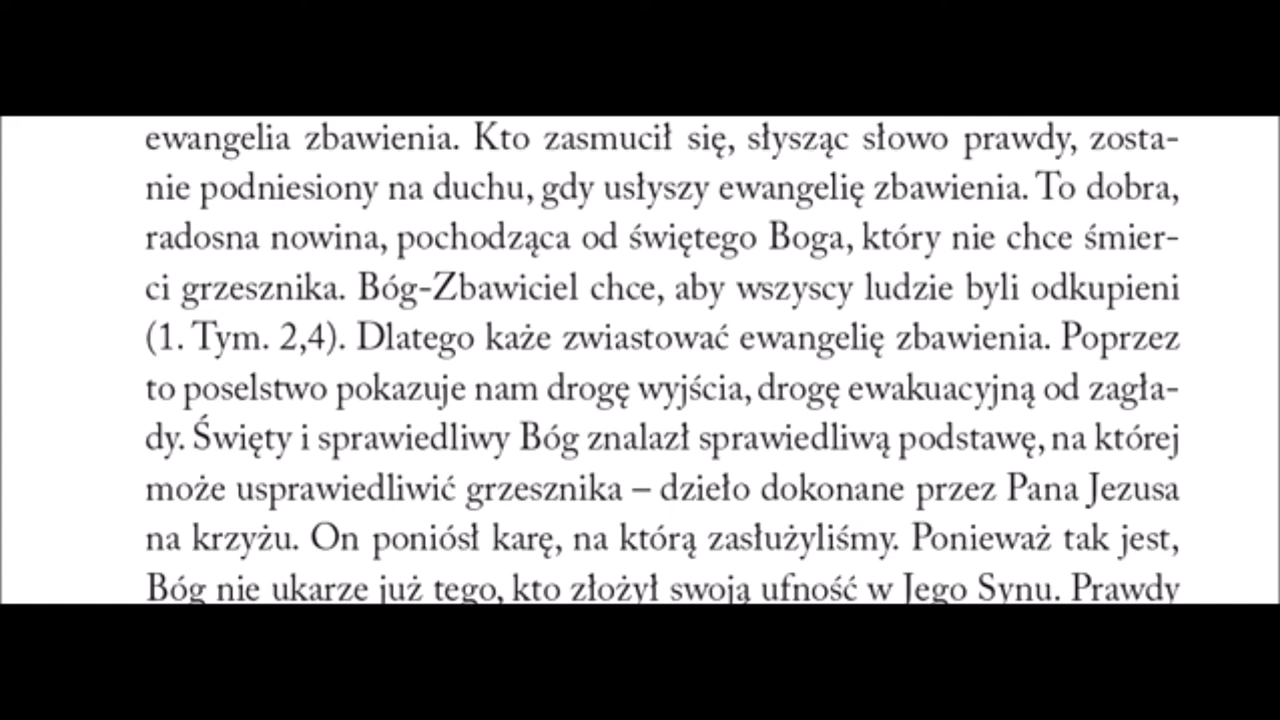 ewangelia zbawienia. Kto zasmucił się, słysząc słowo prawdy, zosta-
nie podniesiony na duchu, gdy usłyszy ewangelię zbawienia. To dobra,
radosna nowina, pochodząca od świętego Boga, który nie chce śmier-
ci grzesznika. Bóg-Zbawiciel chce, aby wszyscy ludzie byli odkupieni
(1. Tym. 2,4). Dlatego każe zwiastować ewangelię zbawienia. Poprzez
to poselstwo pokazuje nam drogę wyjścia, drogę ewakuacyjną od zagła-
dy. Święty i sprawiedliwy Bóg znalazł sprawiedliwą podstawę, na której
może usprawiedliwić grzesznika – dzieło dokonane przez Pana Jezusa
na krzyżu. On poniósł karę, na którą zasłużyliśmy. Ponieważ tak jest,
Bóg nie ukarze już tego, kto złożył swoją ufność w Jego Synu. Prawdy